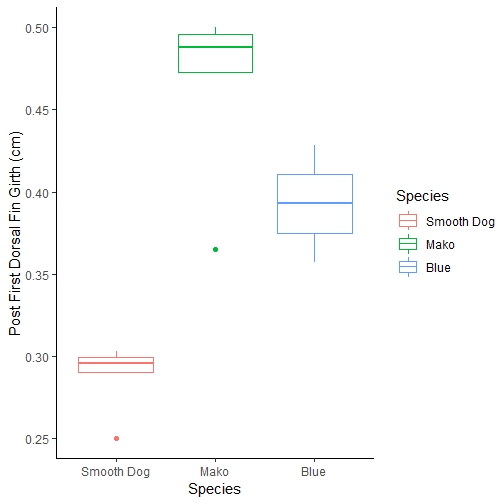 Post First Dorsal Fin Girth (cm)
0.50
0.45
0.40
0.35
0.30
0.25
Smooth Dog Mako Blue
Species
Species
Smooth Dog
Mako
Blue